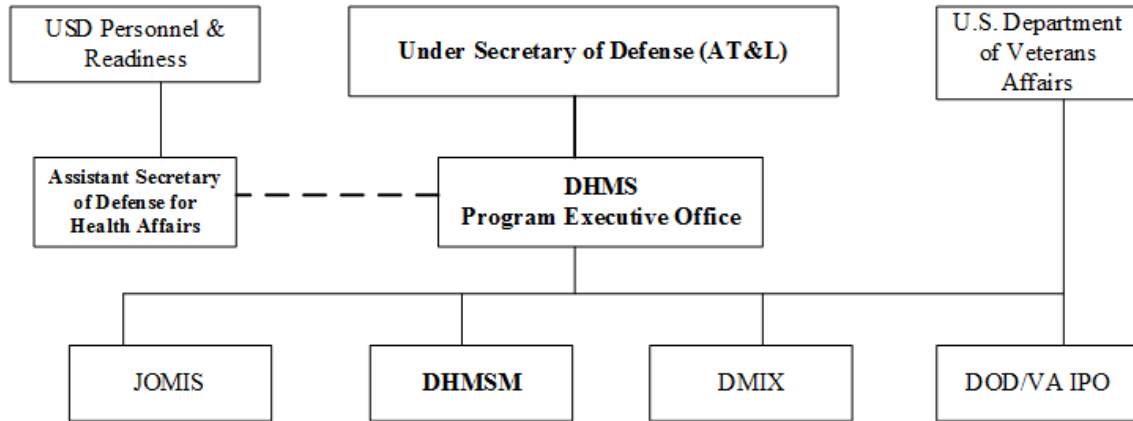 USD Personnel &
Readiness
Under Secretary of Defense (AT&L)
U.S. Department
of Veterans
Affairs
Assistant Secretary
of Defense for
Health Affairs
DHMS
Program Executive Office
JOMIS
DHMSM
DMIX
DOD/VA IPO